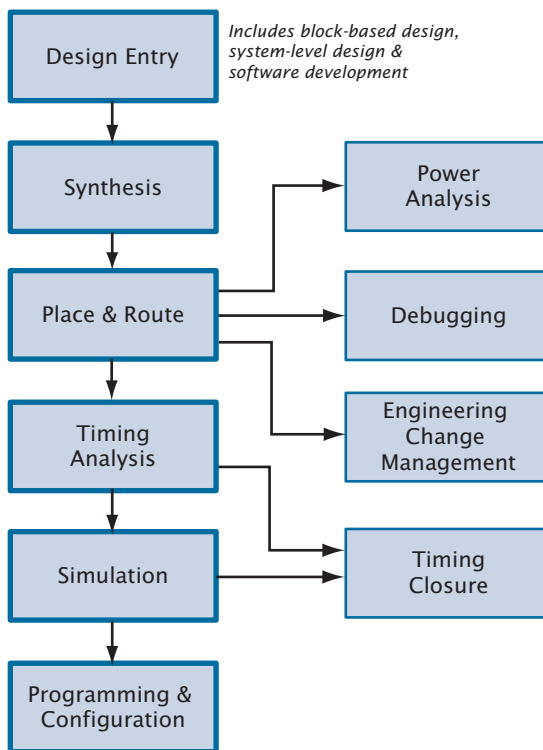 Design Entry
Includes block-based design,
system-level design &
software development
Synthesis
Power
Analysis
Place & Route
Debugging
Timing
Analysis
Engineering
Change
Management
Simulation
Timing
Closure
Programming &
Configuration